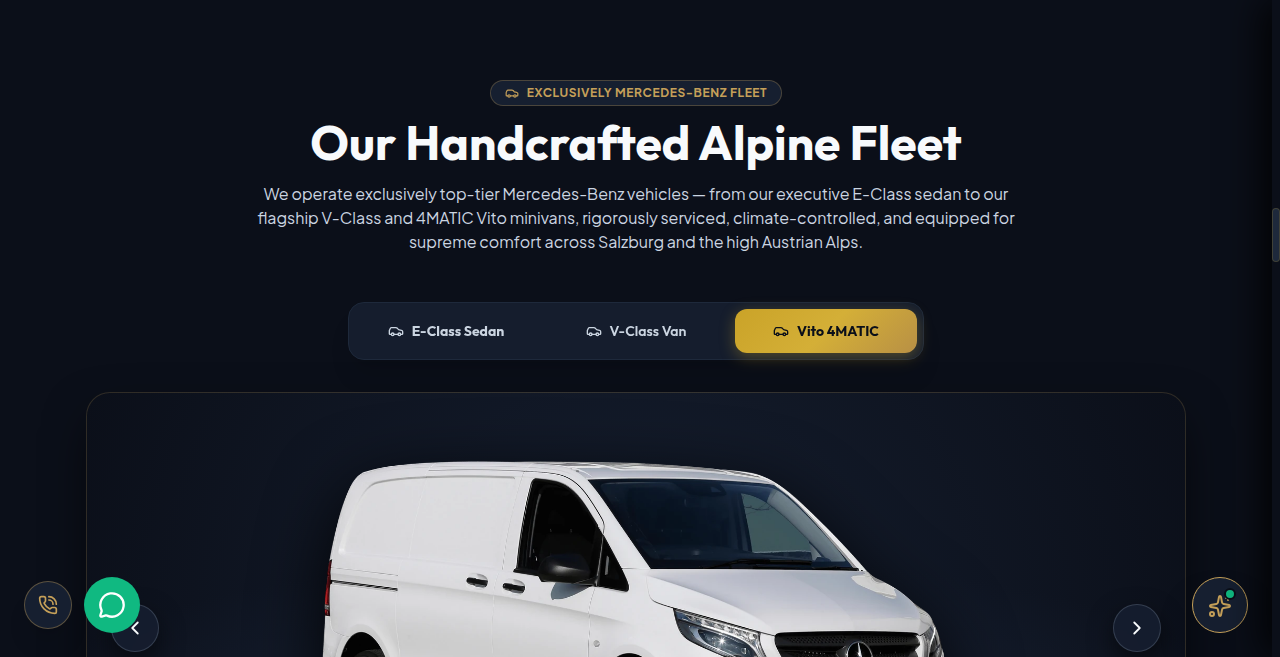 EXCLUSIVELY MERCEDES-BENZ FLEET
Our Handcrafted Alpine Fleet
We operate exclusively top-tier Mercedes-Benz vehicles — from our executive E-Class sedan to our
flagship V-Class and 4MATIC Vito minivans, rigorously serviced, climate-controlled, and equipped for
supreme comfort across Salzburg and the high Austrian Alps.
E-Class Sedan
V-Class Van
Vito 4MATIC